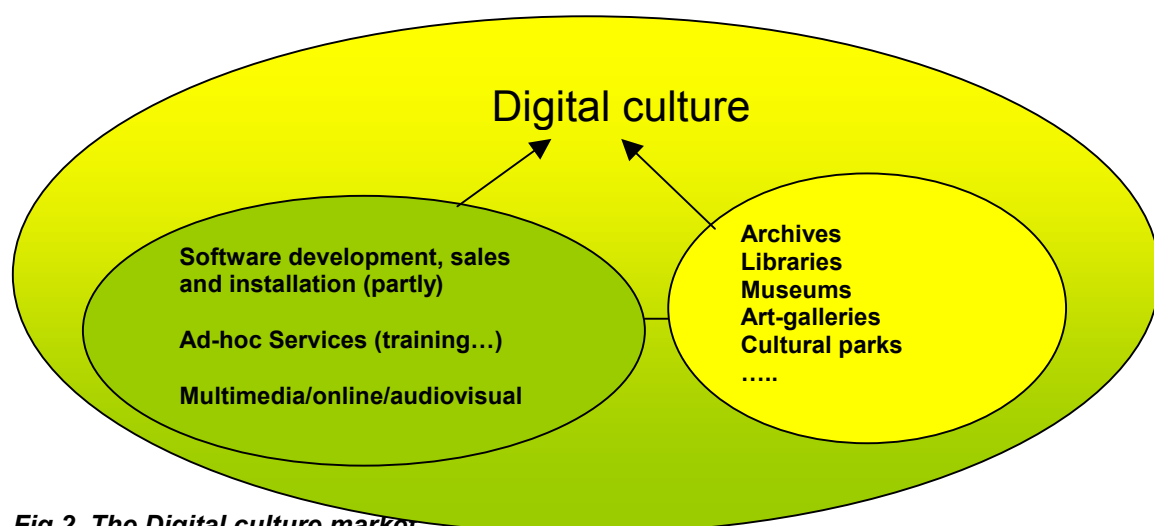 Digital culture
Software development, sales
and installation (partly)
Ad-hoc Services (training…)
Multimedia/online/audiovisual
Archives
Libraries
Museums
Art-galleries
Cultural parks
…..
Fig 2. The Digital culture market